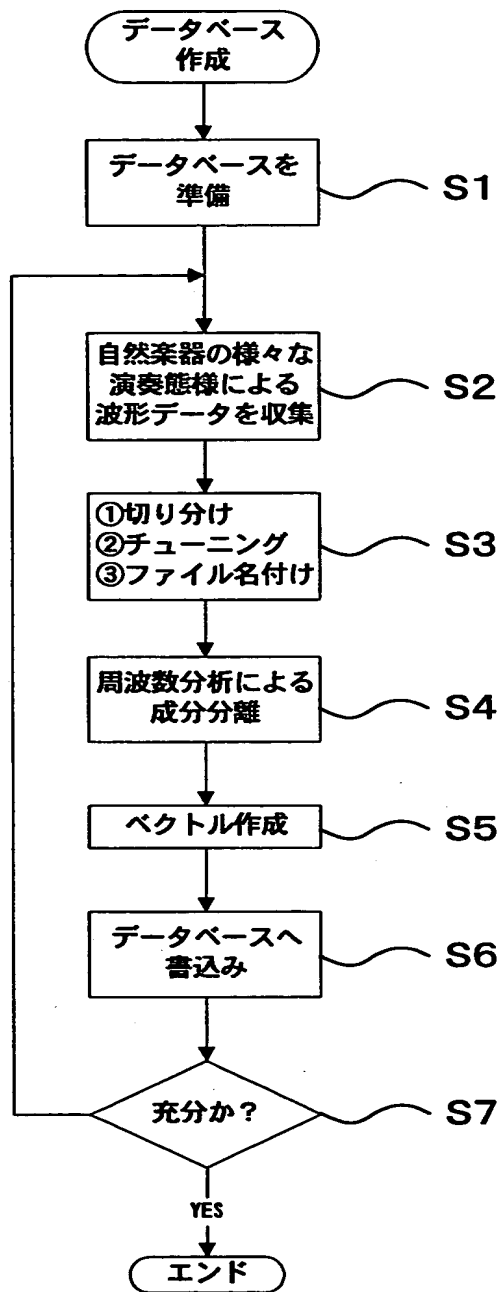 データベース
作成
データベースを
準備
S1
自然楽器の様々な
演奏態様による
波形データを収集
S2
①切り分け
②チューニング
③ファイル名付け
S3
周波数分析による
成分分離
S4
ベクトル作成
S5
データベースへ
書込み
S6
充分か？
S7
YES
エンド